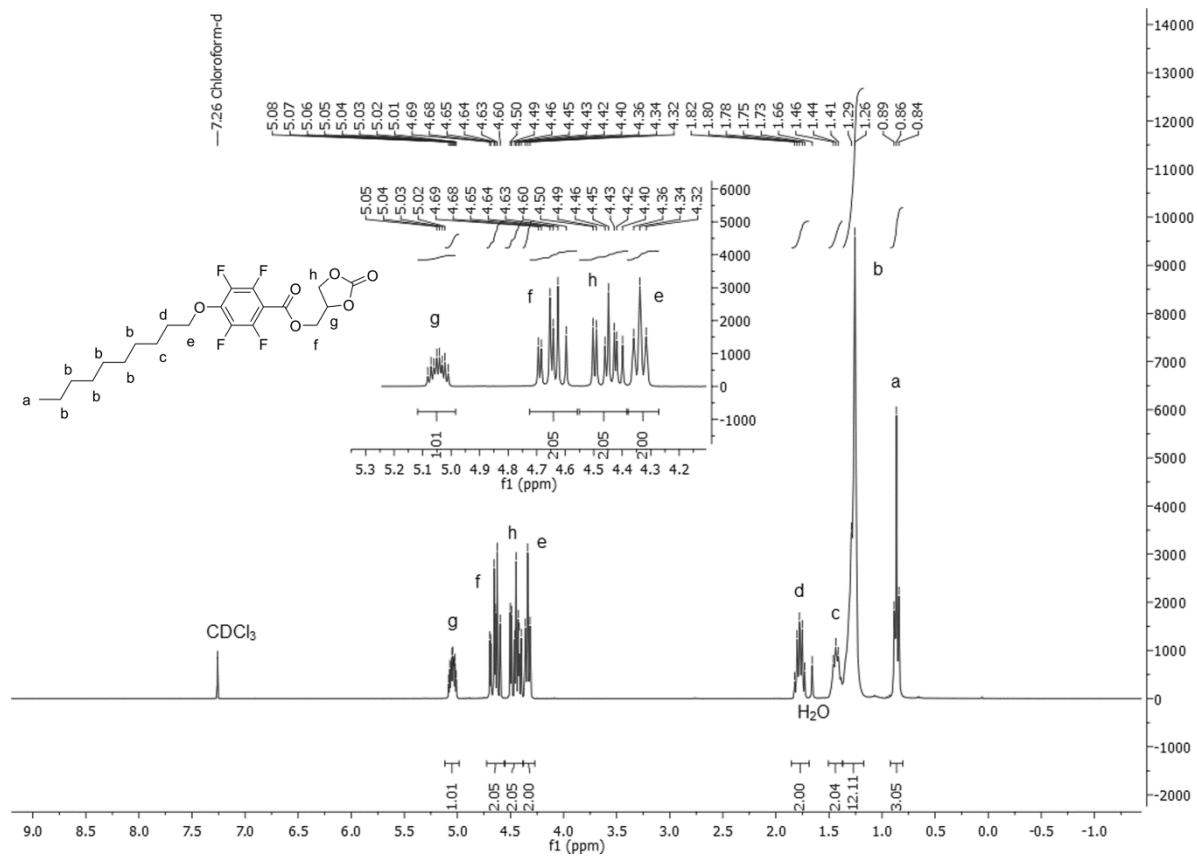 7.26 Chloroform-d
5.08
5.07
5.06
5.05
5.04
5.03
5.02
5.01
4.69
4.68
4.65
4.64
4.63
4.60
4.50
4.49
4.46
4.45
4.43
4.42
4.40
4.36
4.34
4.32
1.82
1.80
1.78
1.75
1.73
1.66
1.46
1.44
1.41
1.29
1.26
0.89
0.86
0.84
5.05
5.04
5.03
5.02
4.69
4.68
4.65
4.64
4.63
4.60
4.50
4.49
4.46
4.45
4.43
4.42
4.40
4.36
4.34
4.32
6000
5000
4000
3000
2000
1000
0
-1000
g
f
h
e
1.01
2.05
2.05
2.00
5.3 5.2 5.1 5.0 4.9 4.8 4.7 4.6 4.5 4.4 4.3 4.2
f1 (ppm)
F F
F F
O
O
O
O
O
O
h
g
f
e
d
c
b
b
b
b
b
b
a
CDCl3
g
f
h
e
d
c
b
a
H2O
1.01
2.05
2.05
2.00
2.00
2.04
12.11
3.05
9.0 8.5 8.0 7.5 7.0 6.5 6.0 5.5 5.0 4.5 4.0 3.5 3.0 2.5 2.0 1.5 1.0 0.5 0.0 -0.5 -1.0
f1 (ppm)
14000
13000
12000
11000
10000
9000
8000
7000
6000
5000
4000
3000
2000
1000
0
-1000
-2000